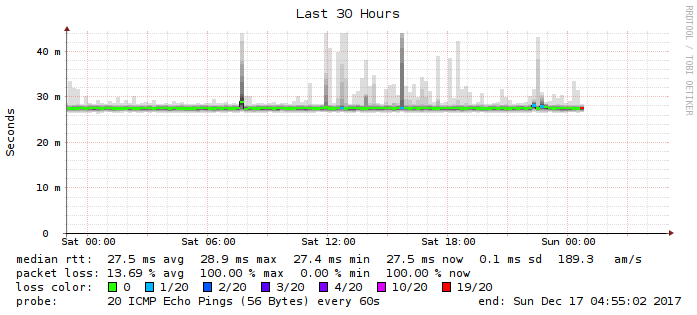 Last 30 Hours
RRDTOOL / TOBI OETIKER
Seconds
40 m
30 m
20 m
10 m
0
Sat 00:00 Sat 06:00 Sat 12:00 Sat 18:00 Sun 00:00
median rtt: 27.5 ms avg 28.9 ms max 27.4 ms min 27.5 ms now 0.1 ms sd 189.3 am/s
packet loss: 13.69 % avg 100.00 % max 0.00 % min 100.00 % now
loss color: 0 1/20 2/20 3/20 4/20 10/20 19/20
probe: 20 ICMP Echo Pings (56 Bytes) every 60s end: Sun Dec 17 04:55:02 2017